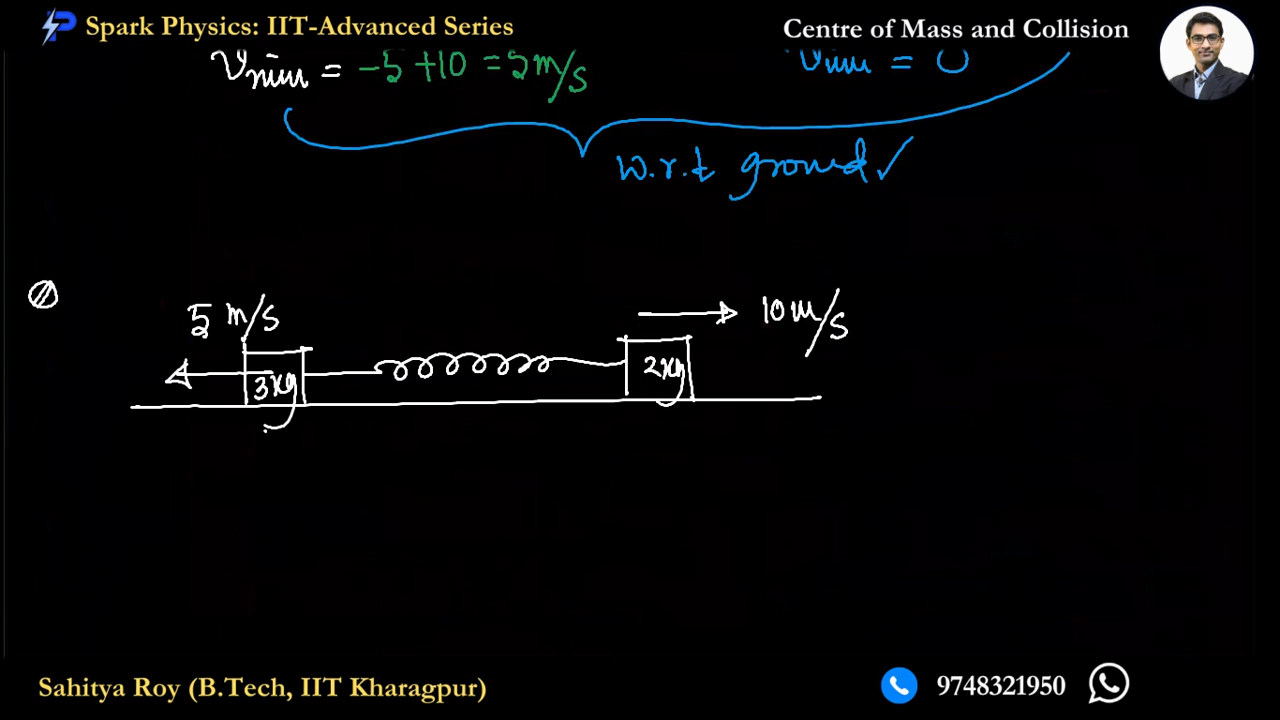 Spark Physics: IIT-Advanced Series
Centre of Mass and Collision
Vmin = -5 +10 = 5m/s
Vmin = 0
w.r.t ground ✓
5 m/s
10 m/s
3kg
2kg
Sahitya Roy (B.Tech, IIT Kharagpur)
9748321950